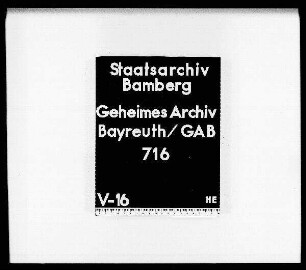 Staatsarchiv
Bamberg
Geheimes Archiv
Bayreuth/GAB
716
V-16 HE